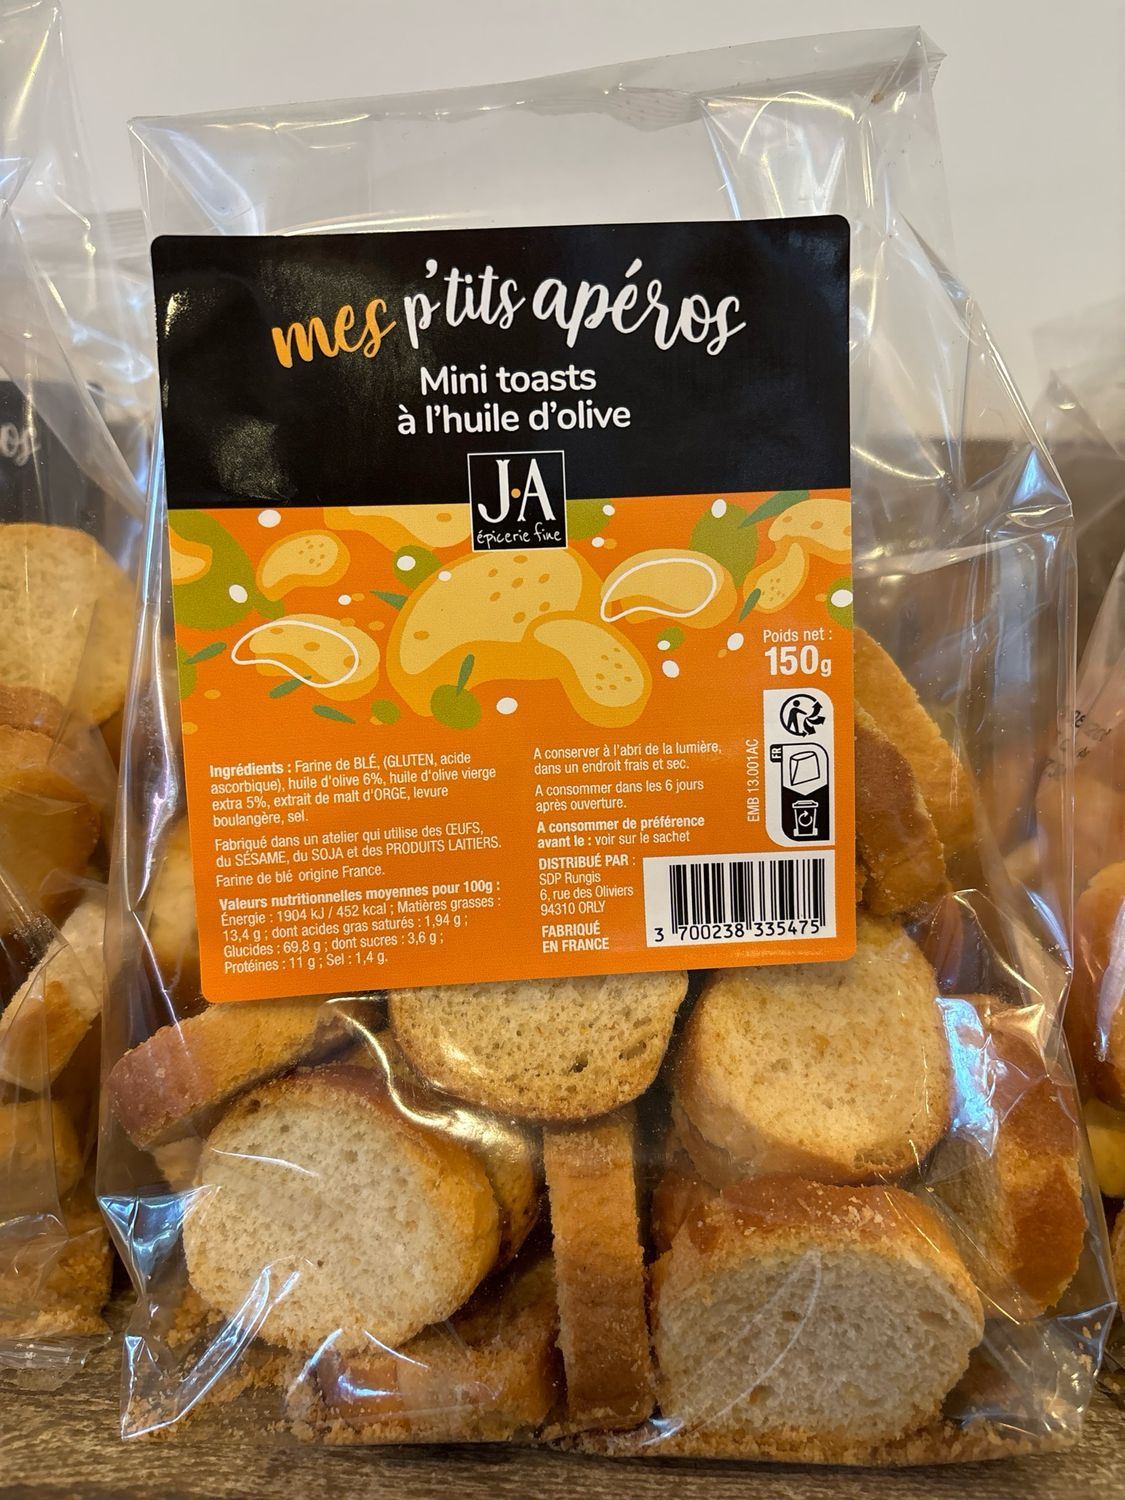 mes p'tits apéros
Mini toasts
à l'huile d'olive
J·A
épicerie fine
Poids net :
150g
Ingrédients : Farine de BLÉ, (GLUTEN, acide
ascorbique), huile d'olive 6%, huile d'olive vierge
extra 5%, extrait de malt d'ORGE, levure
boulangère, sel.
Fabriqué dans un atelier qui utilise des ŒUFS,
du SÉSAME, du SOJA et des PRODUITS LAITIERS.
Farine de blé origine France.
Valeurs nutritionnelles moyennes pour 100g :
Énergie : 1904 kJ / 452 kcal ; Matières grasses :
13,4 g ; dont acides gras saturés : 1,94 g ;
Glucides : 69,8 g ; dont sucres : 3,6 g ;
Protéines : 11 g ; Sel : 1,4 g.
A conserver à l'abri de la lumière,
dans un endroit frais et sec.
A consommer dans les 6 jours
après ouverture.
A consommer de préférence
avant le : voir sur le sachet
DISTRIBUÉ PAR :
SDP Rungis
6, rue des Oliviers
94310 ORLY
FABRIQUÉ
EN FRANCE
EMB 13.001AC
FR
3 700238 335475
os